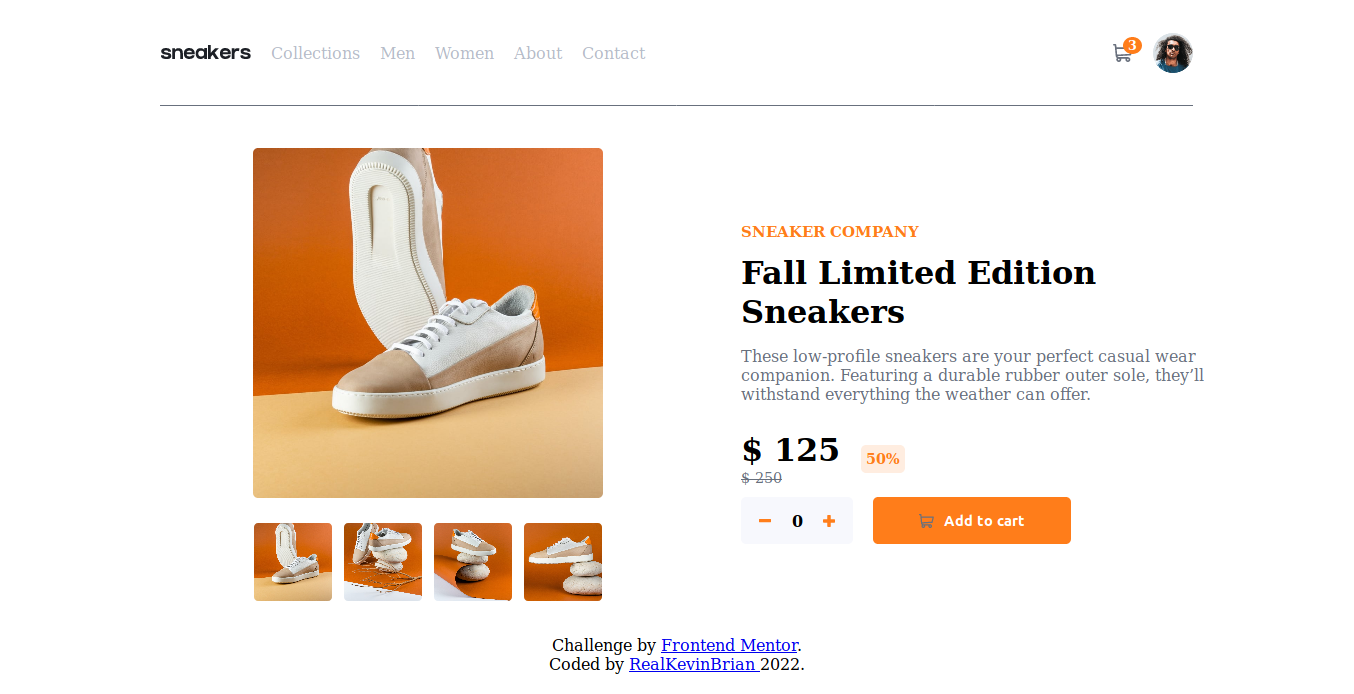 sneakers Collections Men Women About Contact 3
SNEAKER COMPANY
Fall Limited Edition
Sneakers
These low-profile sneakers are your perfect casual wear
companion. Featuring a durable rubber outer sole, they’ll
withstand everything the weather can offer.
$ 125 50%
$ 250
0 Add to cart
Challenge by Frontend Mentor.
Coded by RealKevinBrian 2022.